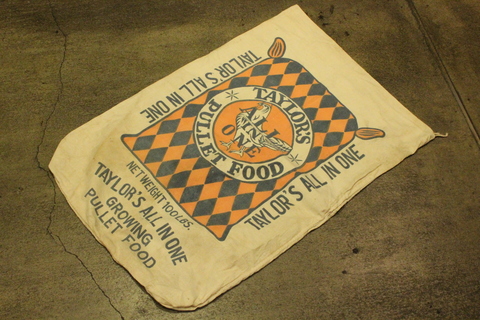 TAYLOR'S ALL IN ONE
TAYLOR'S
ALL
IN
ONE
PULLET FOOD
TAYLOR'S ALL IN ONE
NET WEIGHT 100 LBS.
TAYLOR'S ALL IN ONE
GROWING
PULLET FOOD